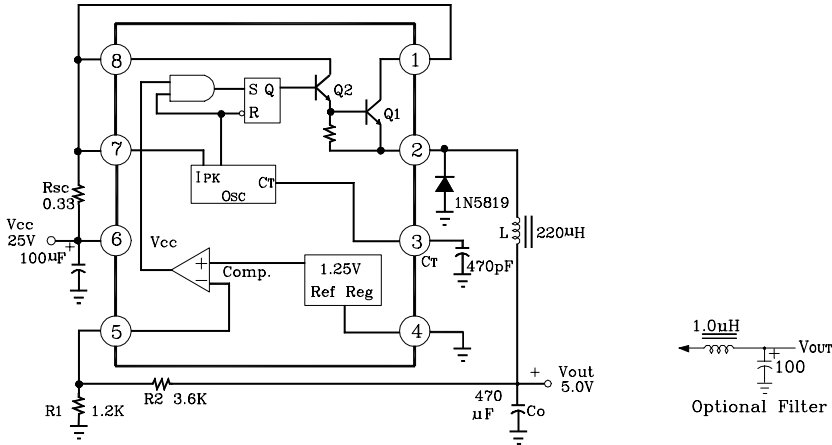 8
1
S Q
Q2
R
Q1
7
2
IPK
CT
Osc
Rsc
0.33
1N5819
Vcc
25V
100uF
+
6
Vcc
3
CT
470pF
L
220uH
+
−
Comp.
1.25V
Ref Reg
5
4
R1
1.2K
R2 3.6K
+
Vout
5.0V
470
uF
Co
1.0uH
VOUT
+
100
Optional Filter